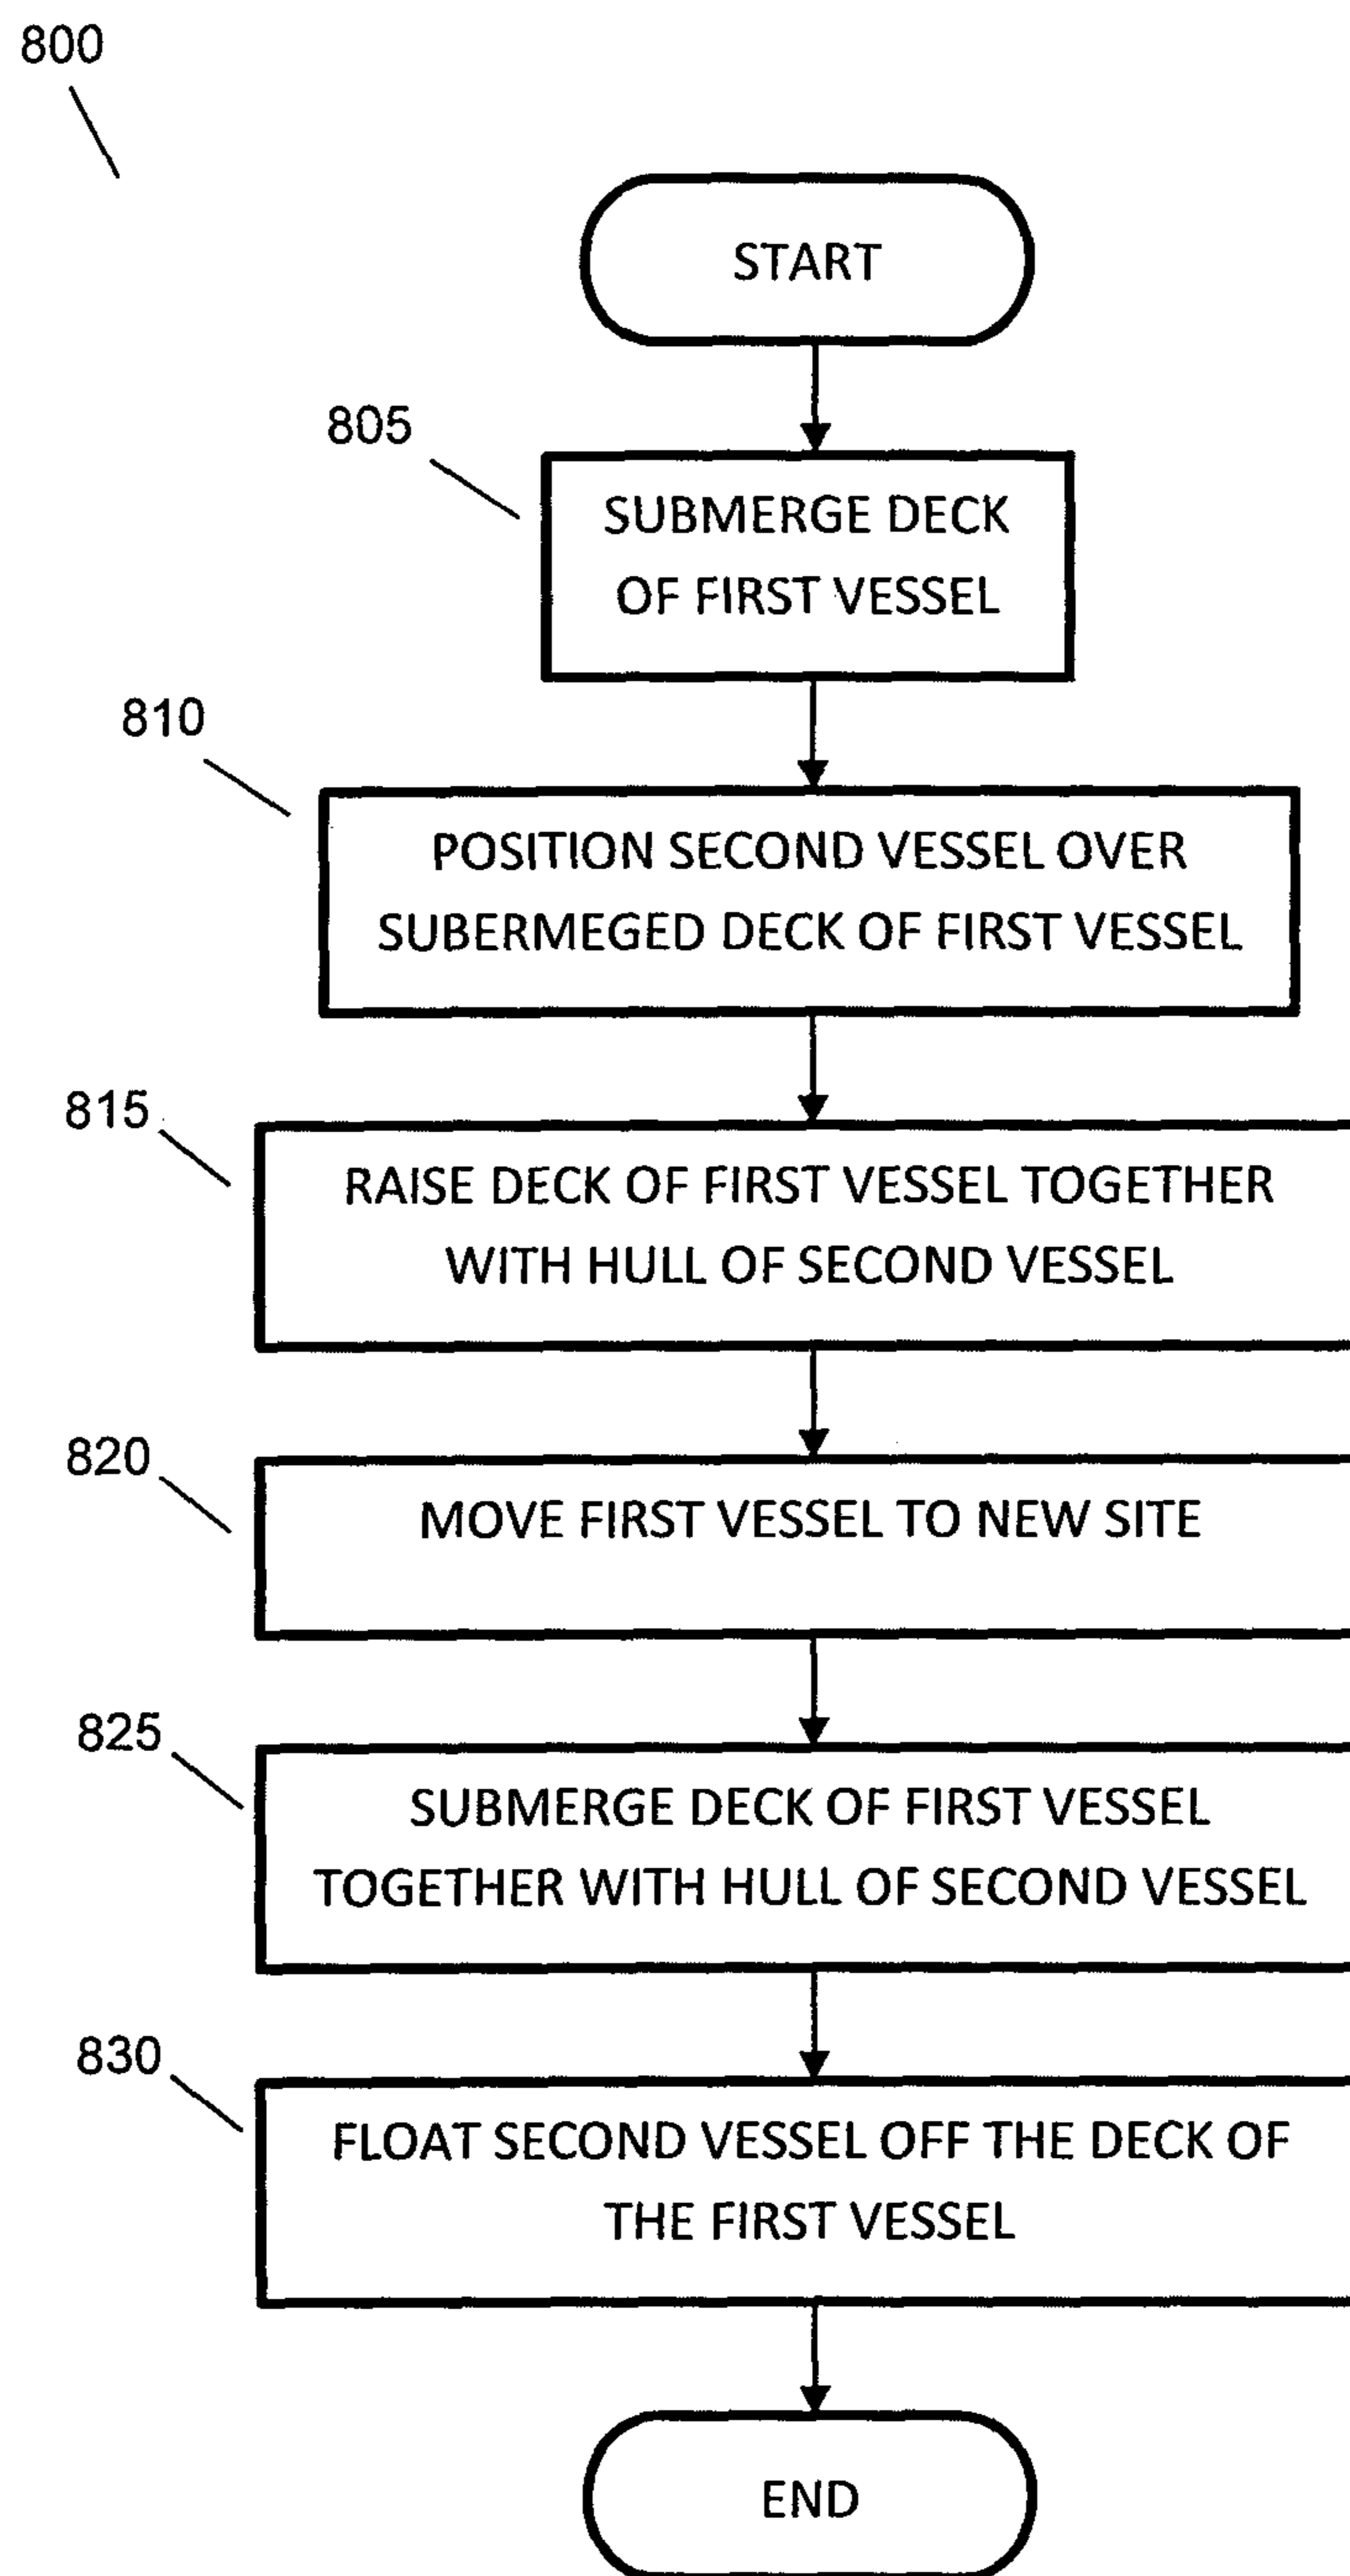 800
START
805
SUBMERGE DECK
OF FIRST VESSEL
810
POSITION SECOND VESSEL OVER
SUBERMEGED DECK OF FIRST VESSEL
815
RAISE DECK OF FIRST VESSEL TOGETHER
WITH HULL OF SECOND VESSEL
820
MOVE FIRST VESSEL TO NEW SITE
825
SUBMERGE DECK OF FIRST VESSEL
TOGETHER WITH HULL OF SECOND VESSEL
830
FLOAT SECOND VESSEL OFF THE DECK OF
THE FIRST VESSEL
END